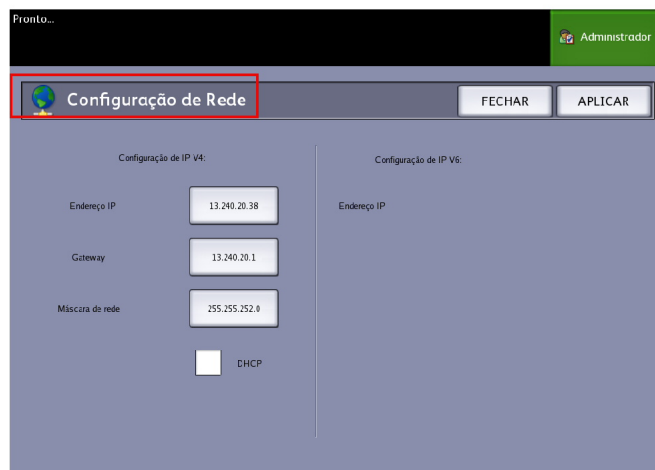 Pronto...
Administrador
Configuração de Rede
FECHAR
APLICAR
Configuração de IP V4:
Configuração de IP V6:
Endereço IP
13.240.20.38
Endereço IP
Gateway
13.240.20.1
Máscara de rede
255.255.252.0
DHCP